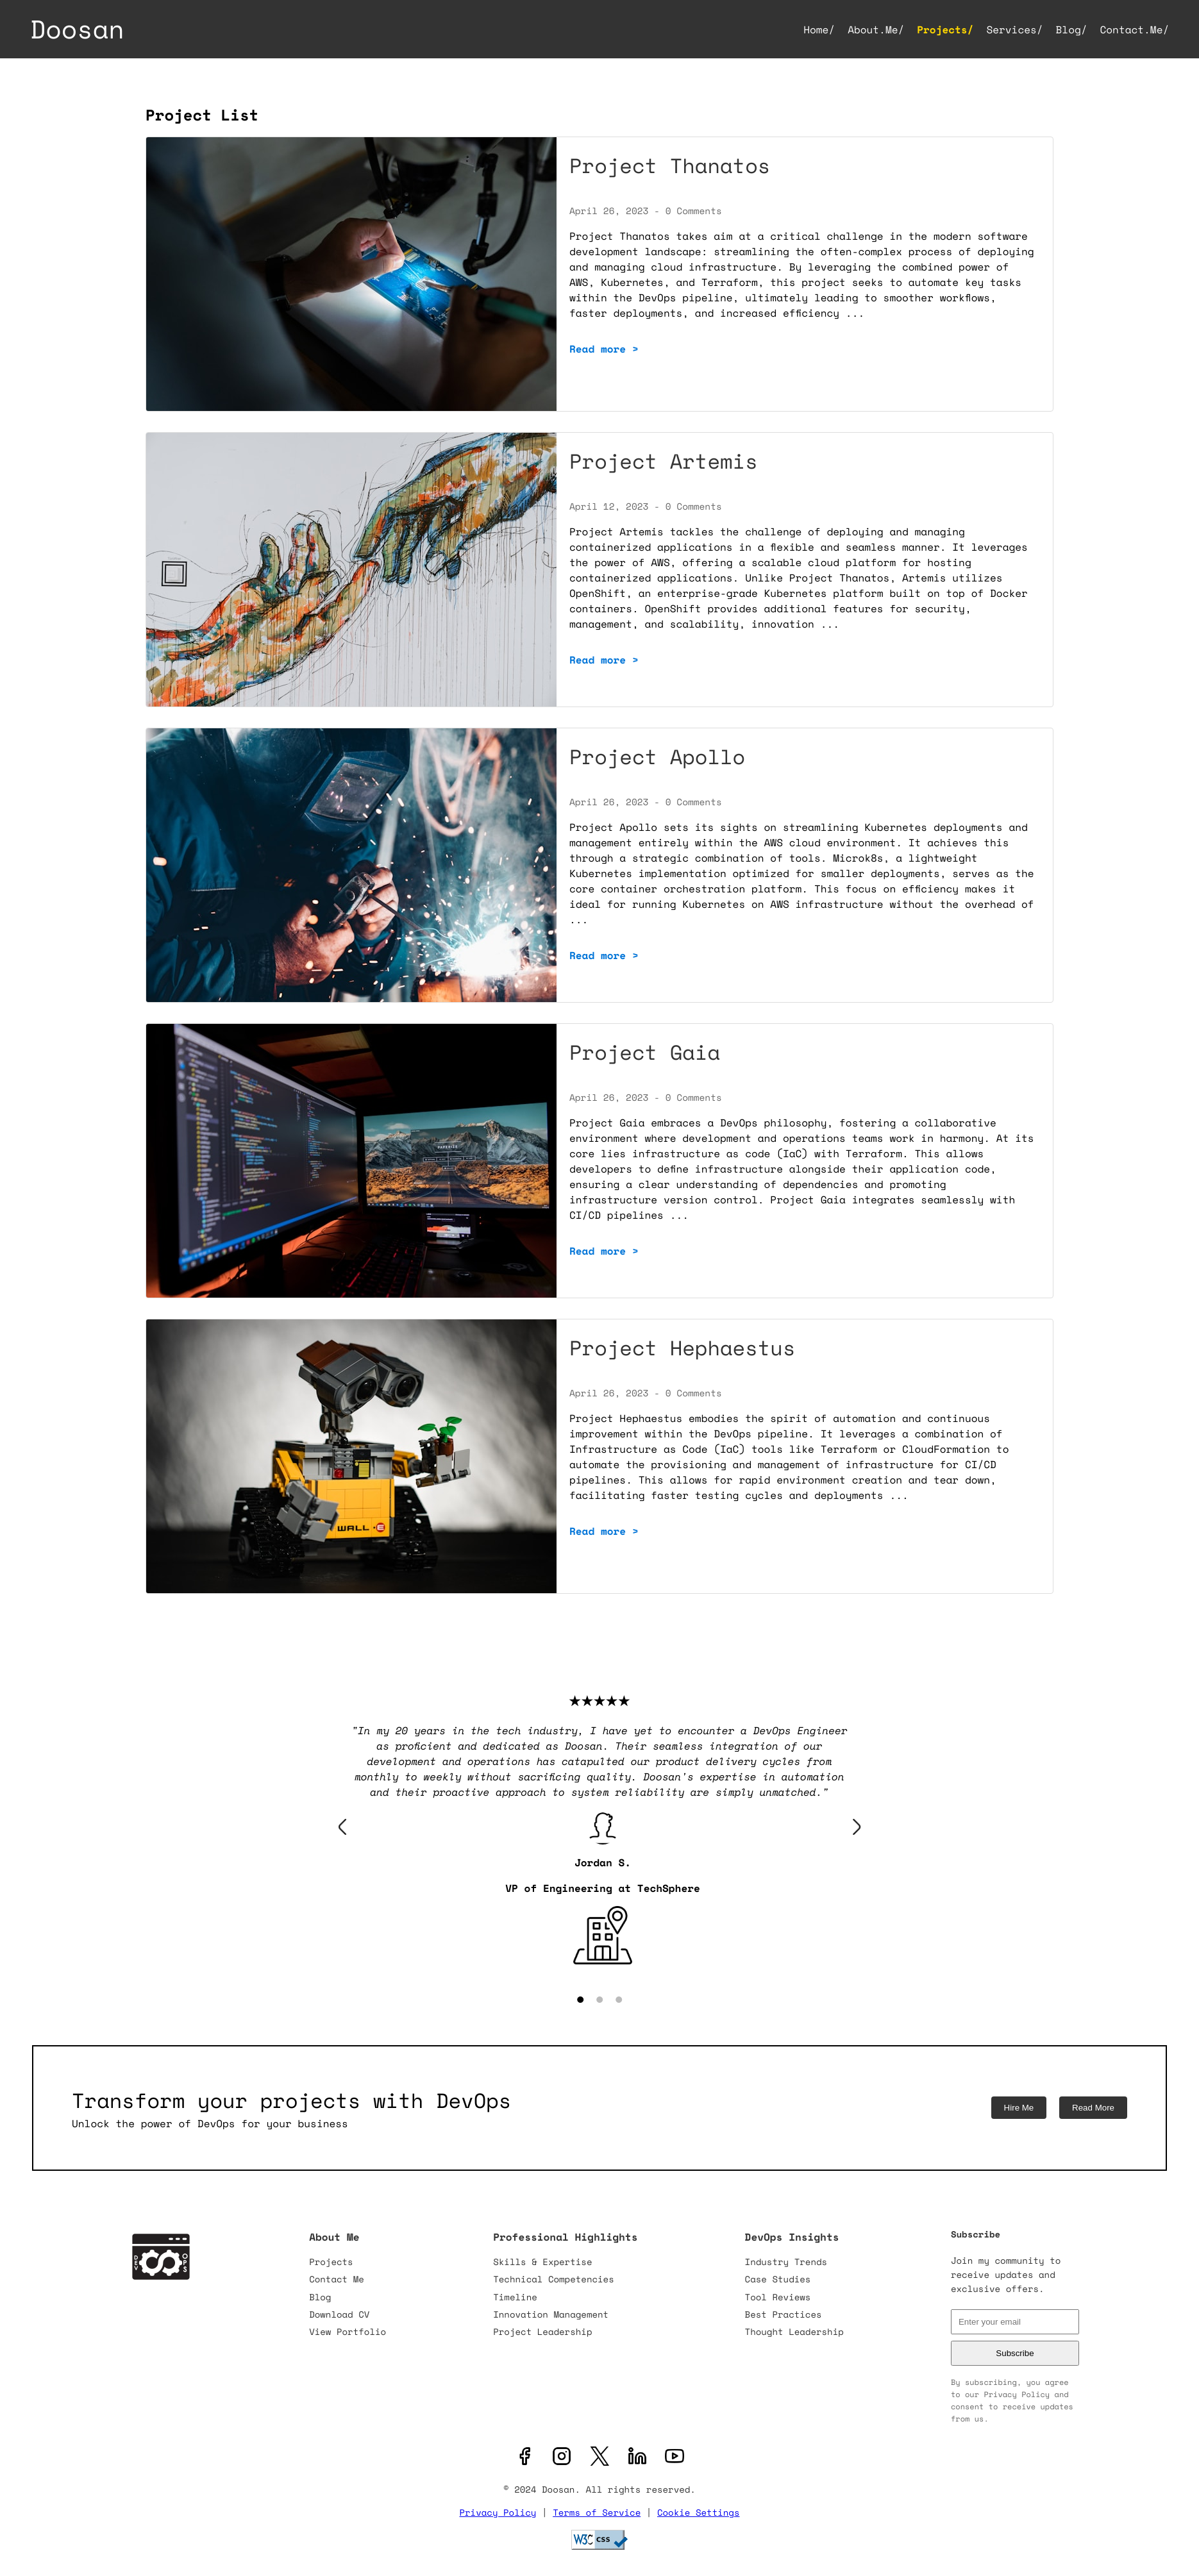 Doosan
Home/ About.Me/ Projects/ Services/ Blog/ Contact.Me/
Project List
Project Thanatos
April 26, 2023 - 0 Comments
Project Thanatos takes aim at a critical challenge in the modern software
development landscape: streamlining the often-complex process of deploying
and managing cloud infrastructure. By leveraging the combined power of
AWS, Kubernetes, and Terraform, this project seeks to automate key tasks
within the DevOps pipeline, ultimately leading to smoother workflows,
faster deployments, and increased efficiency ...
Read more >
Project Artemis
April 12, 2023 - 0 Comments
Project Artemis tackles the challenge of deploying and managing
containerized applications in a flexible and seamless manner. It leverages
the power of AWS, offering a scalable cloud platform for hosting
containerized applications. Unlike Project Thanatos, Artemis utilizes
OpenShift, an enterprise-grade Kubernetes platform built on top of Docker
containers. OpenShift provides additional features for security,
management, and scalability, innovation ...
Read more >
Project Apollo
April 26, 2023 - 0 Comments
Project Apollo sets its sights on streamlining Kubernetes deployments and
management entirely within the AWS cloud environment. It achieves this
through a strategic combination of tools. Microk8s, a lightweight
Kubernetes implementation optimized for smaller deployments, serves as the
core container orchestration platform. This focus on efficiency makes it
ideal for running Kubernetes on AWS infrastructure without the overhead of
...
Read more >
Project Gaia
April 26, 2023 - 0 Comments
Project Gaia embraces a DevOps philosophy, fostering a collaborative
environment where development and operations teams work in harmony. At its
core lies infrastructure as code (IaC) with Terraform. This allows
developers to define infrastructure alongside their application code,
ensuring a clear understanding of dependencies and promoting
infrastructure version control. Project Gaia integrates seamlessly with
CI/CD pipelines ...
Read more >
Project Hephaestus
April 26, 2023 - 0 Comments
Project Hephaestus embodies the spirit of automation and continuous
improvement within the DevOps pipeline. It leverages a combination of
Infrastructure as Code (IaC) tools like Terraform or CloudFormation to
automate the provisioning and management of infrastructure for CI/CD
pipelines. This allows for rapid environment creation and tear down,
facilitating faster testing cycles and deployments ...
Read more >
WALL·E
★★★★★
"In my 20 years in the tech industry, I have yet to encounter a DevOps Engineer
as proficient and dedicated as Doosan. Their seamless integration of our
development and operations has catapulted our product delivery cycles from
monthly to weekly without sacrificing quality. Doosan's expertise in automation
and their proactive approach to system reliability are simply unmatched."
Jordan S.
VP of Engineering at TechSphere
Transform your projects with DevOps
Unlock the power of DevOps for your business
Hire Me
Read More
DEV OPS
About Me
Projects
Contact Me
Blog
Download CV
View Portfolio
Professional Highlights
Skills & Expertise
Technical Competencies
Timeline
Innovation Management
Project Leadership
DevOps Insights
Industry Trends
Case Studies
Tool Reviews
Best Practices
Thought Leadership
Subscribe
Join my community to
receive updates and
exclusive offers.
Enter your email
Subscribe
By subscribing, you agree
to our Privacy Policy and
consent to receive updates
from us.
© 2024 Doosan. All rights reserved.
Privacy Policy | Terms of Service | Cookie Settings
W3C css